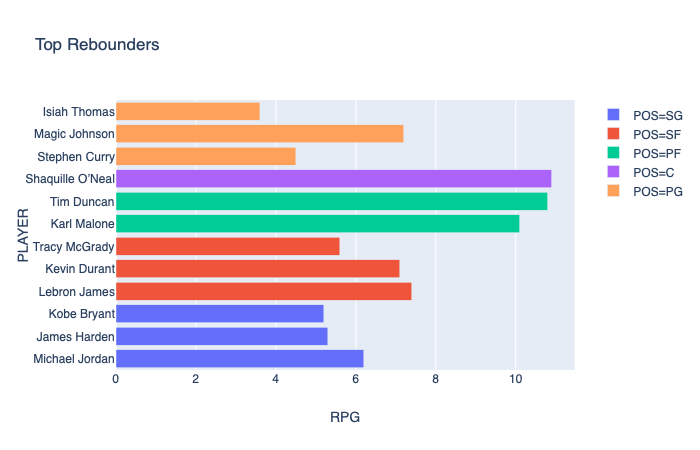 Top Rebounders
Isiah Thomas
Magic Johnson
Stephen Curry
Shaquille O'Neal
Tim Duncan
Karl Malone
Tracy McGrady
Kevin Durant
Lebron James
Kobe Bryant
James Harden
Michael Jordan
PLAYER
0 2 4 6 8 10
RPG
POS=SG
POS=SF
POS=PF
POS=C
POS=PG